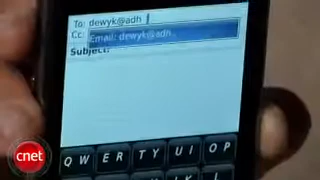 To: dewyk@adh
Email: dewyk@adh..
Cc:
Subject:
Q W E R T Y U I O P
cnet